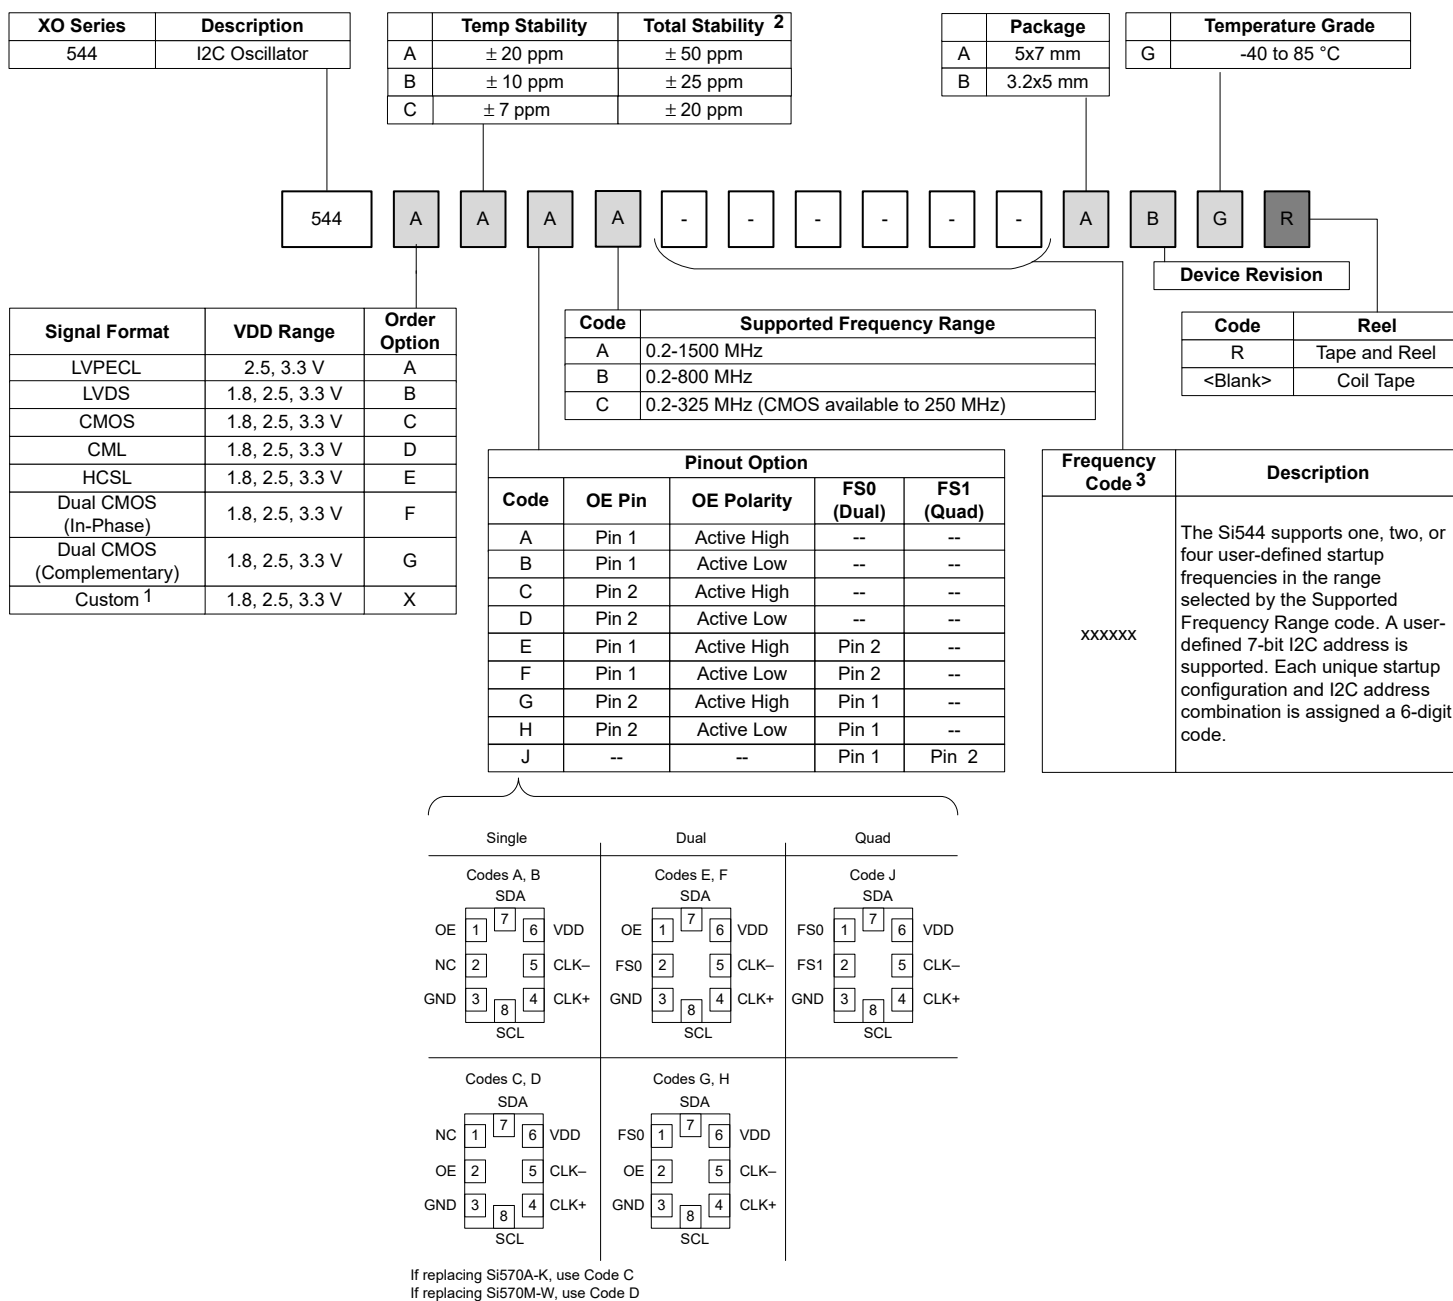 XO Series Description
544 I2C Oscillator
Temp Stability Total Stability 2
A ± 20 ppm ± 50 ppm
B ± 10 ppm ± 25 ppm
C ± 7 ppm ± 20 ppm
Package
A 5x7 mm
B 3.2x5 mm
Temperature Grade
G -40 to 85 °C
544 A A A A - - - - - - A B G R
Device Revision
Signal Format VDD Range Order Option
LVPECL 2.5, 3.3 V A
LVDS 1.8, 2.5, 3.3 V B
CMOS 1.8, 2.5, 3.3 V C
CML 1.8, 2.5, 3.3 V D
HCSL 1.8, 2.5, 3.3 V E
Dual CMOS (In-Phase) 1.8, 2.5, 3.3 V F
Dual CMOS (Complementary) 1.8, 2.5, 3.3 V G
Custom 1 1.8, 2.5, 3.3 V X
Code Supported Frequency Range
A 0.2-1500 MHz
B 0.2-800 MHz
C 0.2-325 MHz (CMOS available to 250 MHz)
Code Reel
R Tape and Reel
<Blank> Coil Tape
Pinout Option
Code OE Pin OE Polarity FS0 (Dual) FS1 (Quad)
A Pin 1 Active High -- --
B Pin 1 Active Low -- --
C Pin 2 Active High -- --
D Pin 2 Active Low -- --
E Pin 1 Active High Pin 2 --
F Pin 1 Active Low Pin 2 --
G Pin 2 Active High Pin 1 --
H Pin 2 Active Low Pin 1 --
J -- -- Pin 1 Pin 2
Frequency Code 3 Description
xxxxxx
The Si544 supports one, two, or
four user-defined startup
frequencies in the range
selected by the Supported
Frequency Range code. A user-
defined 7-bit I2C address is
supported. Each unique startup
configuration and I2C address
combination is assigned a 6-digit
code.
Single Dual Quad
Codes A, B
SDA
7
OE 1 6 VDD
NC 2 5 CLK–
GND 3 4 CLK+
8
SCL
Codes E, F
SDA
7
OE 1 6 VDD
FS0 2 5 CLK–
GND 3 4 CLK+
8
SCL
Code J
SDA
7
FS0 1 6 VDD
FS1 2 5 CLK–
GND 3 4 CLK+
8
SCL
Codes C, D
SDA
7
NC 1 6 VDD
OE 2 5 CLK–
GND 3 4 CLK+
8
SCL
Codes G, H
SDA
7
FS0 1 6 VDD
OE 2 5 CLK–
GND 3 4 CLK+
8
SCL
If replacing Si570A-K, use Code C
If replacing Si570M-W, use Code D